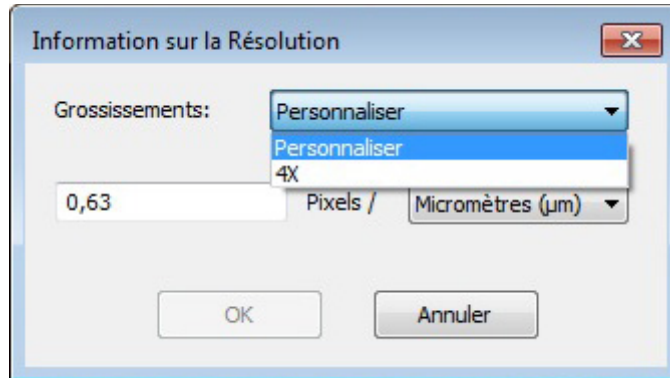 Information sur la Résolution
Grossissements: Personnaliser
Personnaliser
4X
0,63 Pixels / Micromètres (µm)
OK Annuler